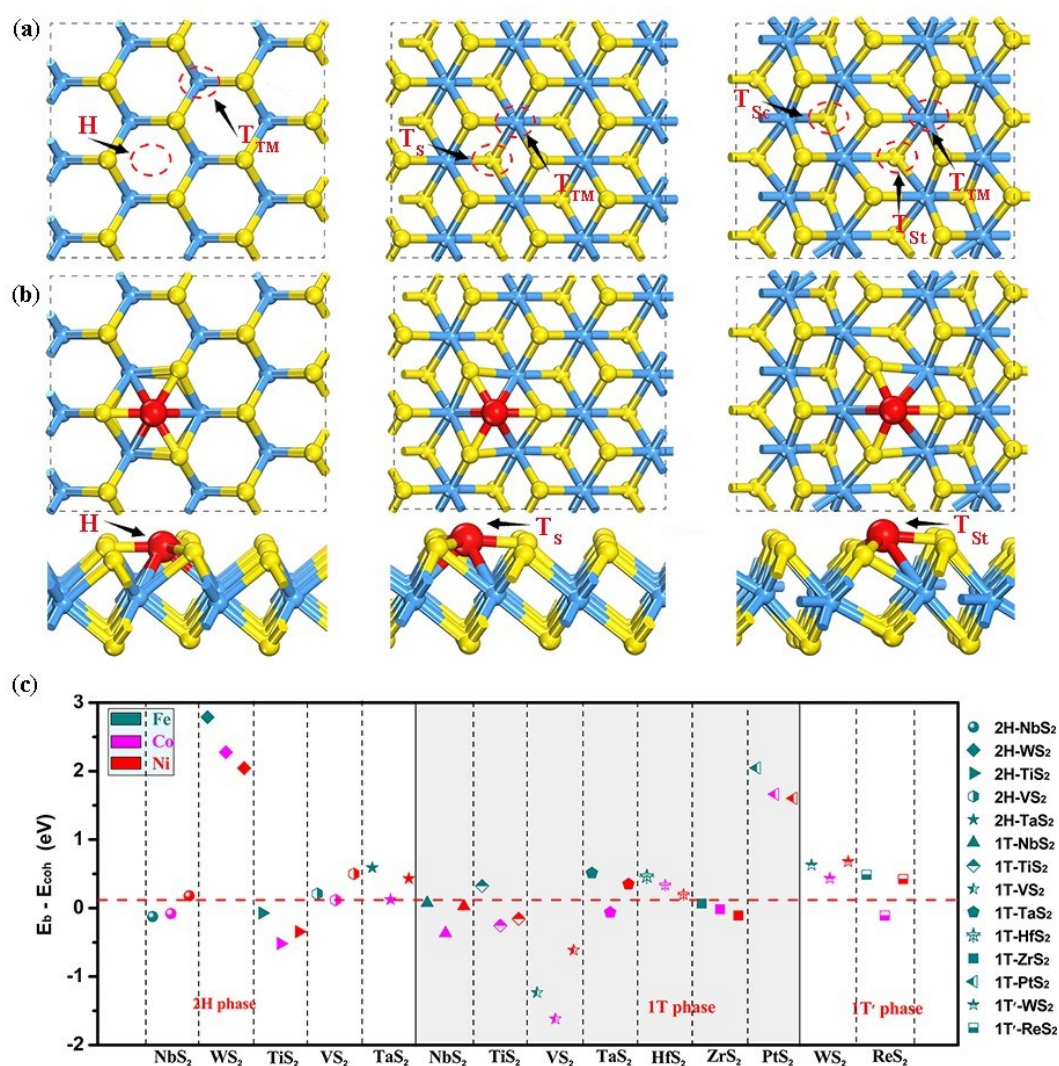 (a)
H
T_TM
T_S
T_TM
T_Sc
T_TM
T_St
(b)
H
T_S
T_St
(c)
E_b - E_coh (eV)
3
2
1
0
-1
-2
Fe
Co
Ni
2H phase
1T phase
1T' phase
NbS₂ WS₂ TiS₂ VS₂ TaS₂ NbS₂ TiS₂ VS₂ TaS₂ HfS₂ ZrS₂ PtS₂ WS₂ ReS₂
2H-NbS₂
2H-WS₂
2H-TiS₂
2H-VS₂
2H-TaS₂
1T-NbS₂
1T-TiS₂
1T-VS₂
1T-TaS₂
1T-HfS₂
1T-ZrS₂
1T-PtS₂
1T'-WS₂
1T'-ReS₂